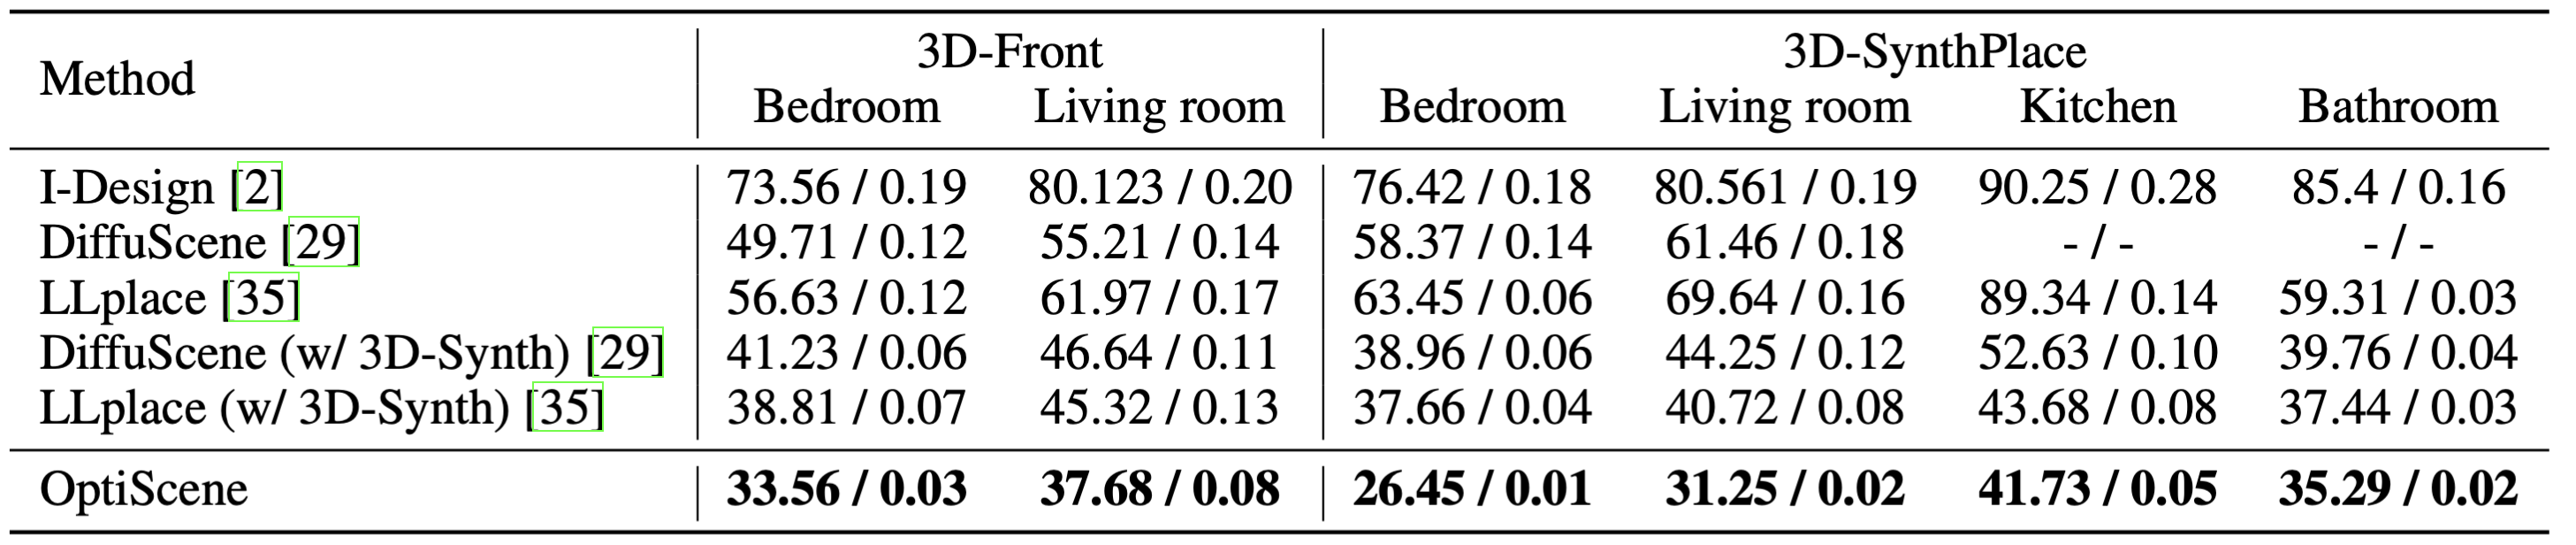 Method 3D-Front 3D-SynthPlace
Bedroom Living room Bedroom Living room Kitchen Bathroom
I-Design [2] 73.56 / 0.19 80.123 / 0.20 76.42 / 0.18 80.561 / 0.19 90.25 / 0.28 85.4 / 0.16
DiffuScene [29] 49.71 / 0.12 55.21 / 0.14 58.37 / 0.14 61.46 / 0.18 - / - - / -
LLplace [35] 56.63 / 0.12 61.97 / 0.17 63.45 / 0.06 69.64 / 0.16 89.34 / 0.14 59.31 / 0.03
DiffuScene (w/ 3D-Synth) [29] 41.23 / 0.06 46.64 / 0.11 38.96 / 0.06 44.25 / 0.12 52.63 / 0.10 39.76 / 0.04
LLplace (w/ 3D-Synth) [35] 38.81 / 0.07 45.32 / 0.13 37.66 / 0.04 40.72 / 0.08 43.68 / 0.08 37.44 / 0.03
OptiScene 33.56 / 0.03 37.68 / 0.08 26.45 / 0.01 31.25 / 0.02 41.73 / 0.05 35.29 / 0.02